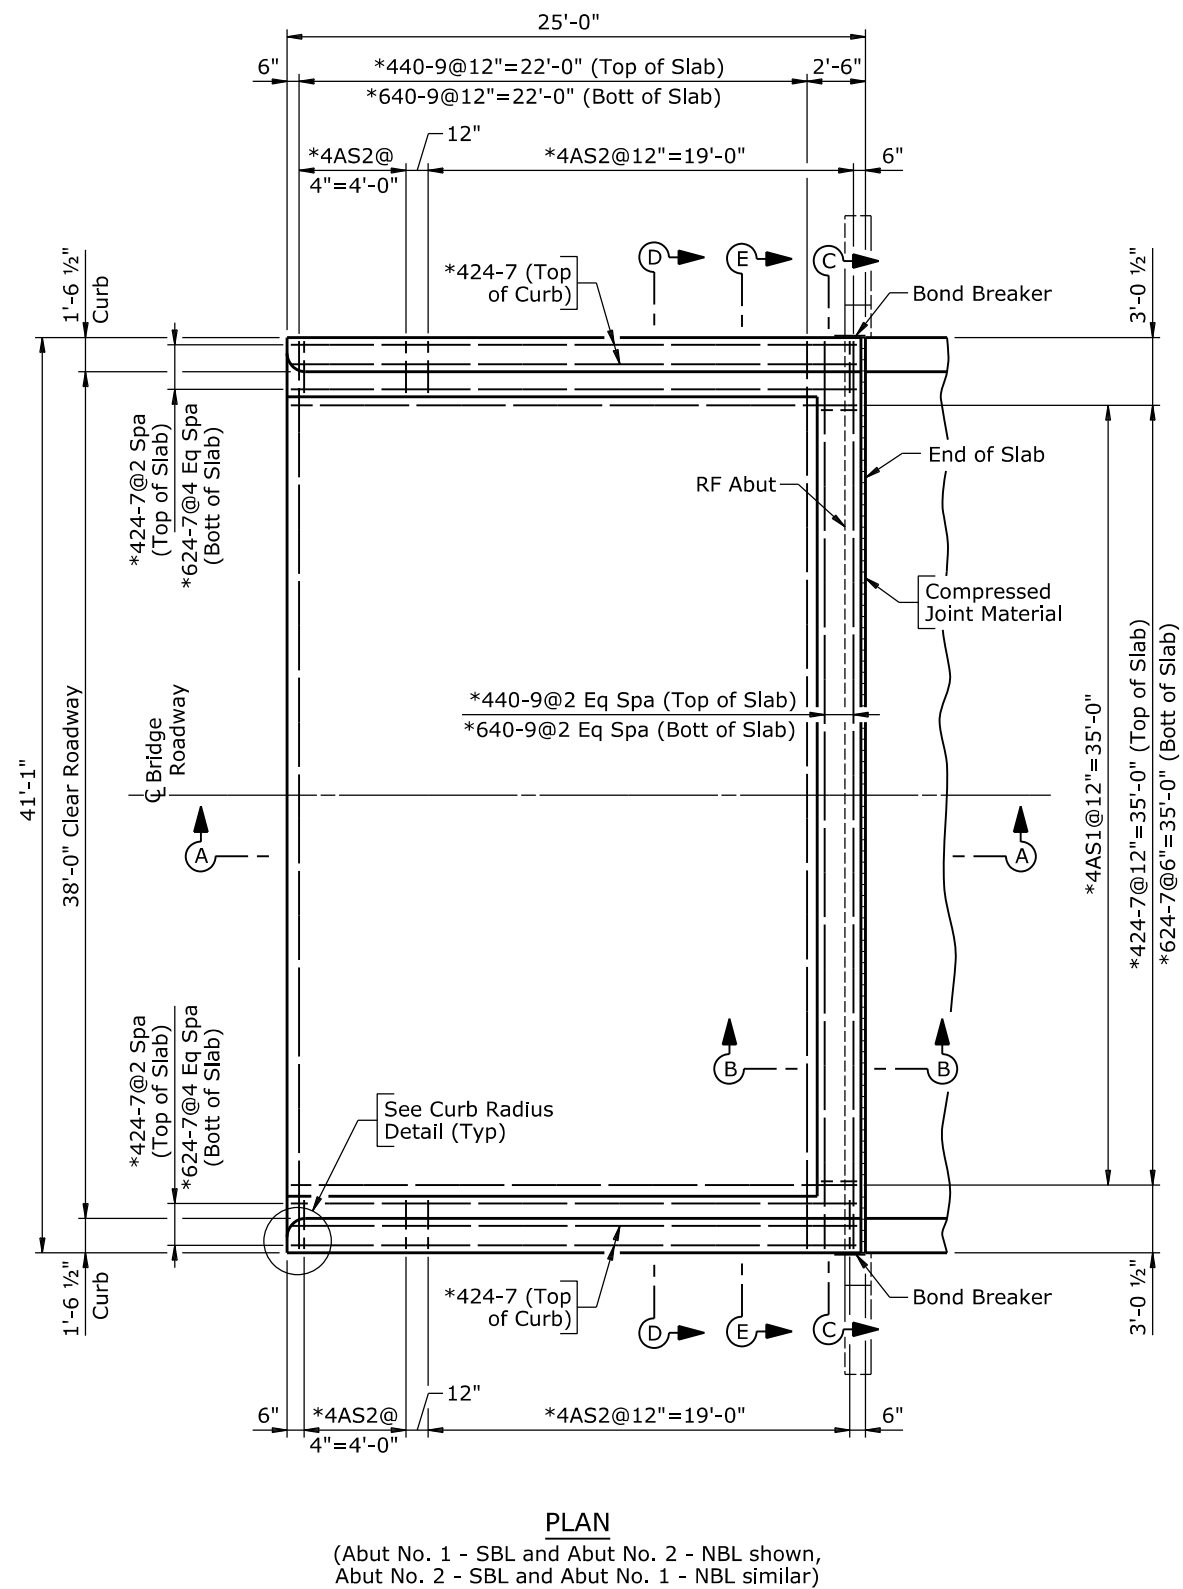 25'-0"
6"
*440-9@12"=22'-0" (Top of Slab)
2'-6"
*640-9@12"=22'-0" (Bott of Slab)
12"
*4AS2@
4"=4'-0"
*4AS2@12"=19'-0"
6"
1'-6 ½"
Curb
*424-7 (Top
of Curb)
D
E
C
Bond Breaker
3'-0 ½"
*424-7@2 Spa
(Top of Slab)
*624-7@4 Eq Spa
(Bott of Slab)
End of Slab
RF Abut
Compressed
Joint Material
*440-9@2 Eq Spa (Top of Slab)
*640-9@2 Eq Spa (Bott of Slab)
41'-1"
38'-0" Clear Roadway
℄ Bridge
Roadway
*4AS1@12"=35'-0"
*424-7@12"=35'-0" (Top of Slab)
*624-7@6"=35'-0" (Bott of Slab)
A
A
B
B
*424-7@2 Spa
(Top of Slab)
*624-7@4 Eq Spa
(Bott of Slab)
See Curb Radius
Detail (Typ)
1'-6 ½"
Curb
*424-7 (Top
of Curb)
D
E
C
Bond Breaker
3'-0 ½"
12"
6"
*4AS2@
4"=4'-0"
*4AS2@12"=19'-0"
6"
PLAN
(Abut No. 1 - SBL and Abut No. 2 - NBL shown,
Abut No. 2 - SBL and Abut No. 1 - NBL similar)